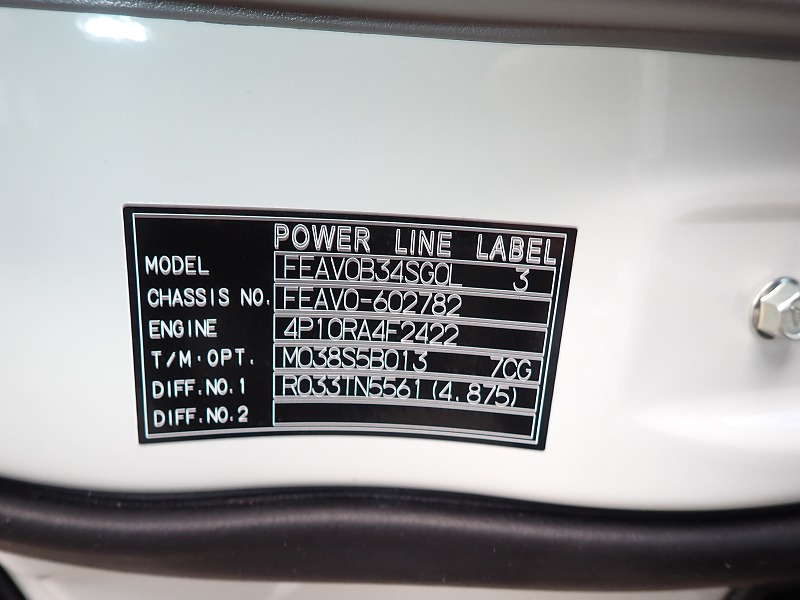 POWER LINE LABEL
MODEL FEAV0B34SG0L 3
CHASSIS NO. FEAV0-602782
ENGINE 4P10RA4F2422
T/M·OPT. M038S5B013 7CG
DIFF.NO.1 R033TN5561(4.875)
DIFF.NO.2